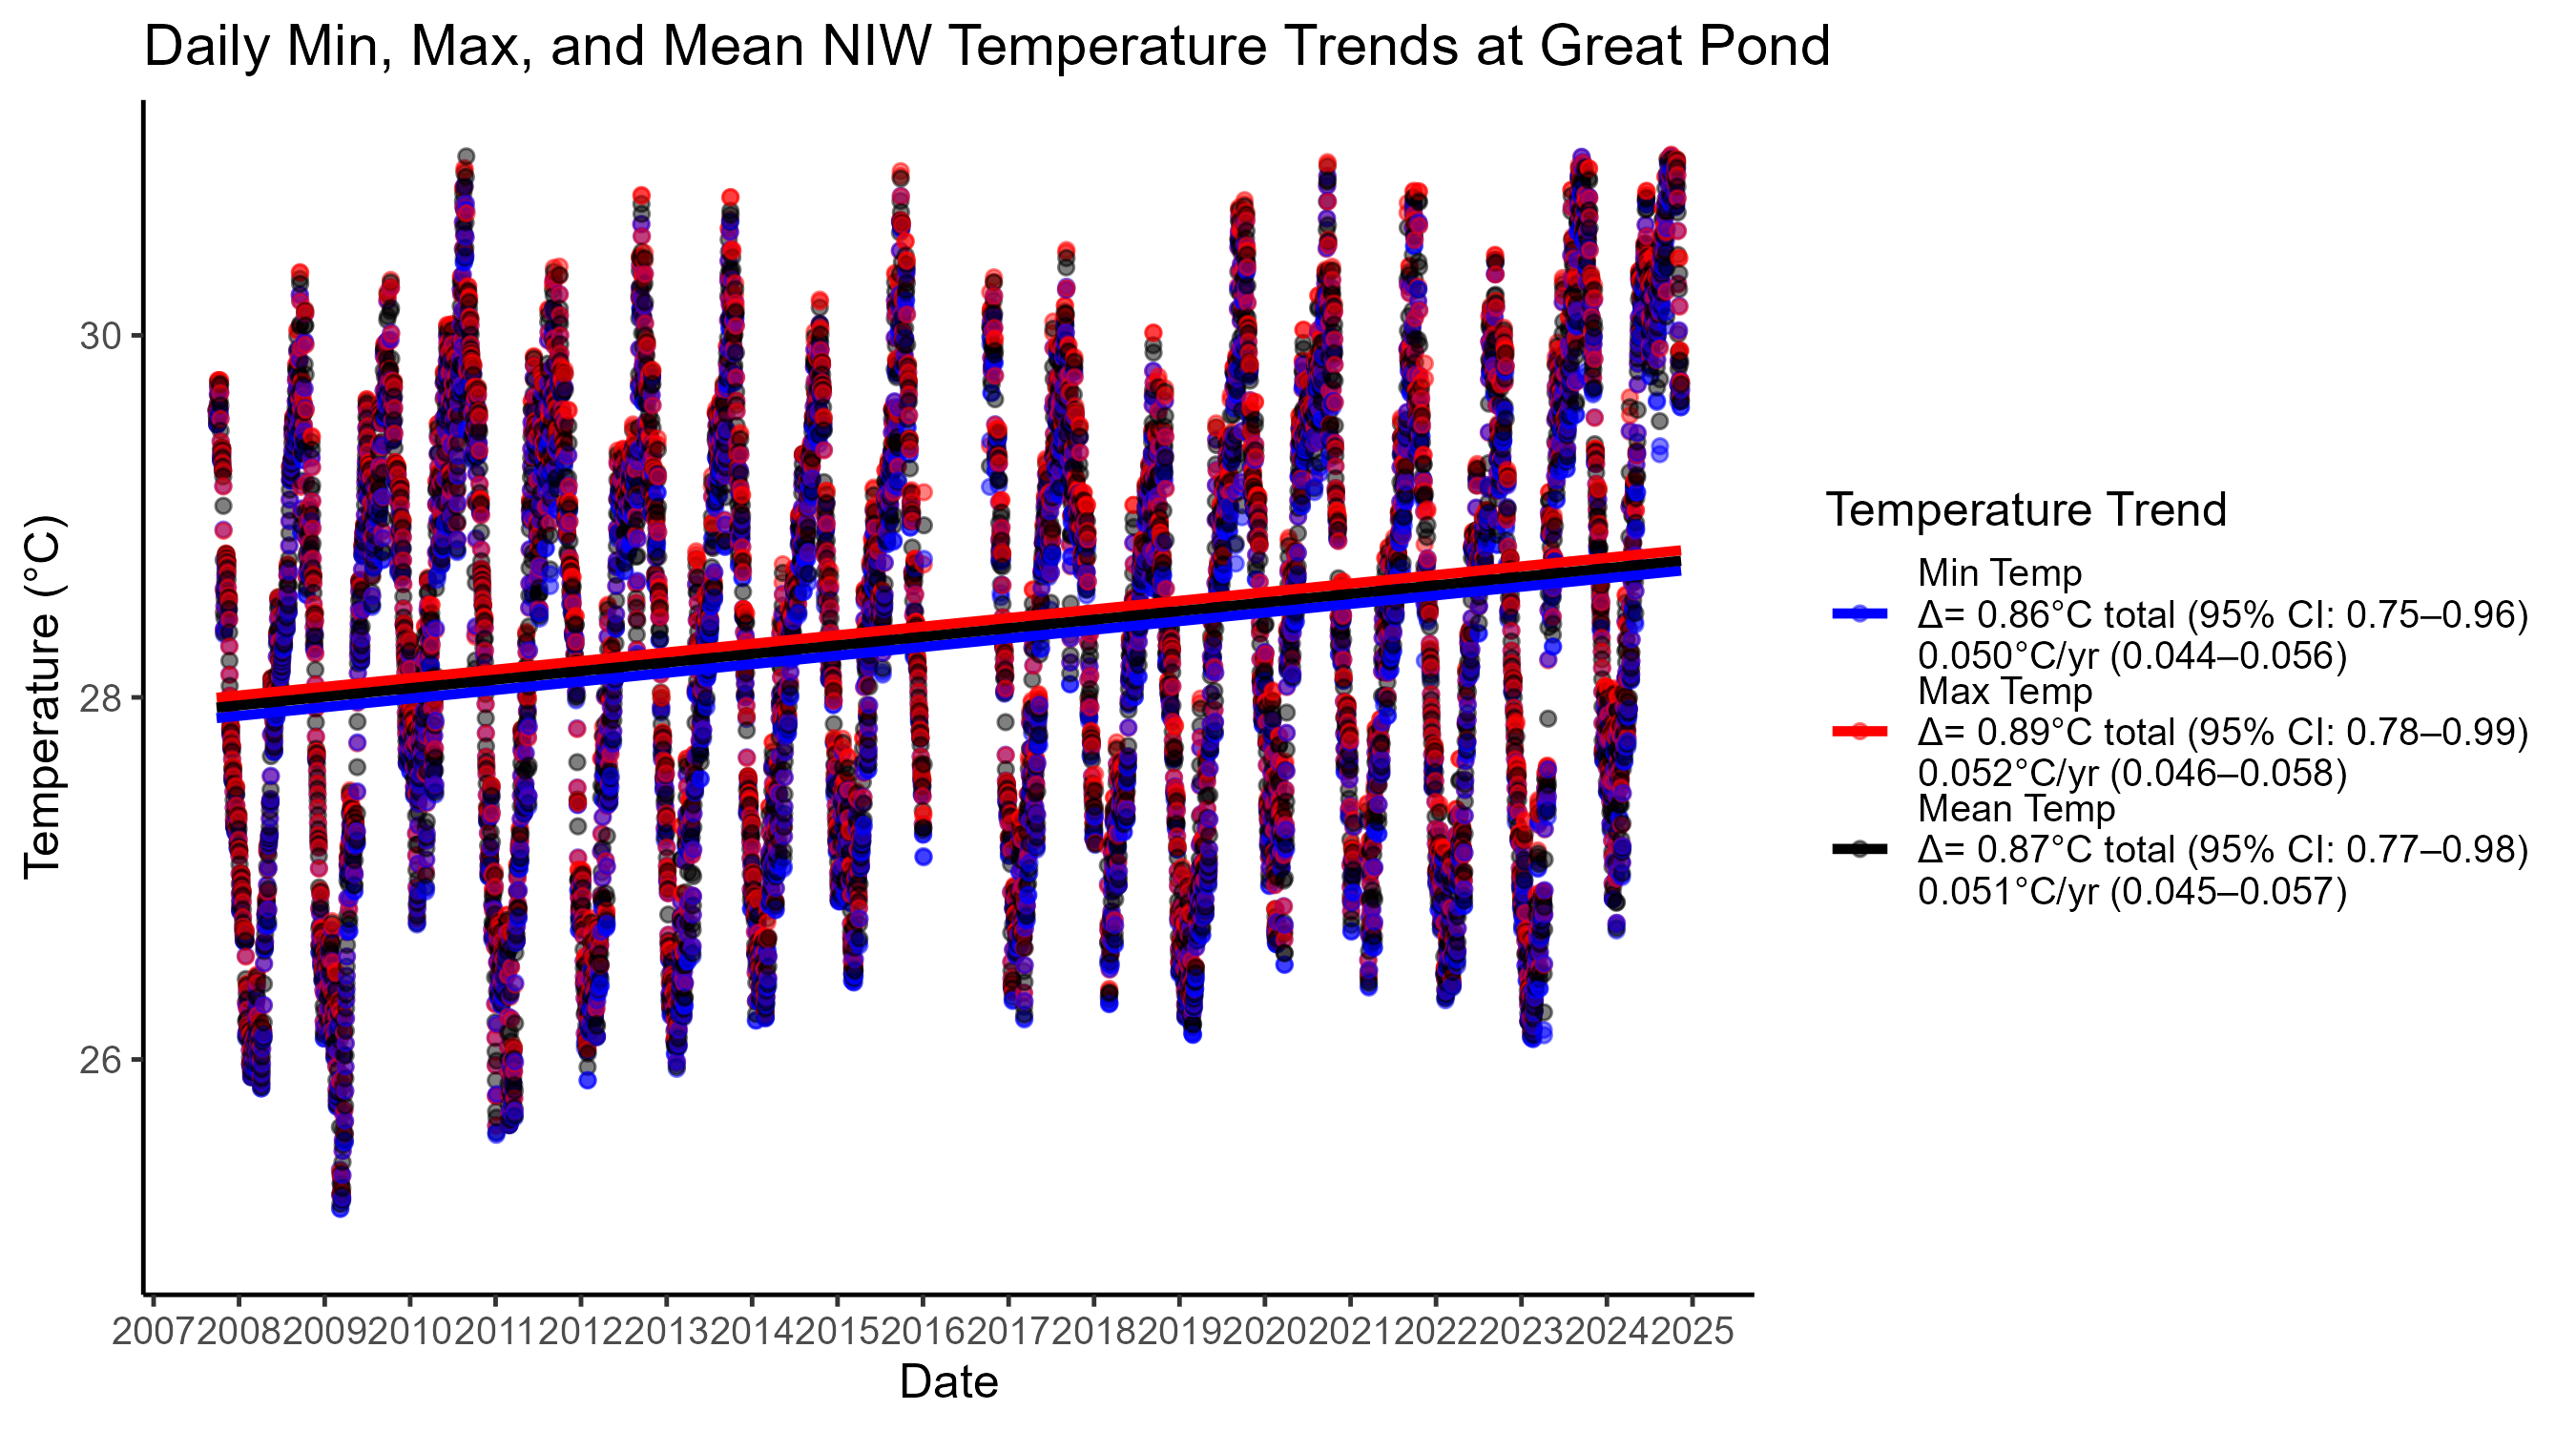 Daily Min, Max, and Mean NIW Temperature Trends at Great Pond
Temperature (°C)
30
28
26
2007 2008 2009 2010 2011 2012 2013 2014 2015 2016 2017 2018 2019 2020 2021 2022 2023 2024 2025
Date
Temperature Trend
Min Temp
Δ= 0.86°C total (95% CI: 0.75–0.96)
0.050°C/yr (0.044–0.056)
Max Temp
Δ= 0.89°C total (95% CI: 0.78–0.99)
0.052°C/yr (0.046–0.058)
Mean Temp
Δ= 0.87°C total (95% CI: 0.77–0.98)
0.051°C/yr (0.045–0.057)